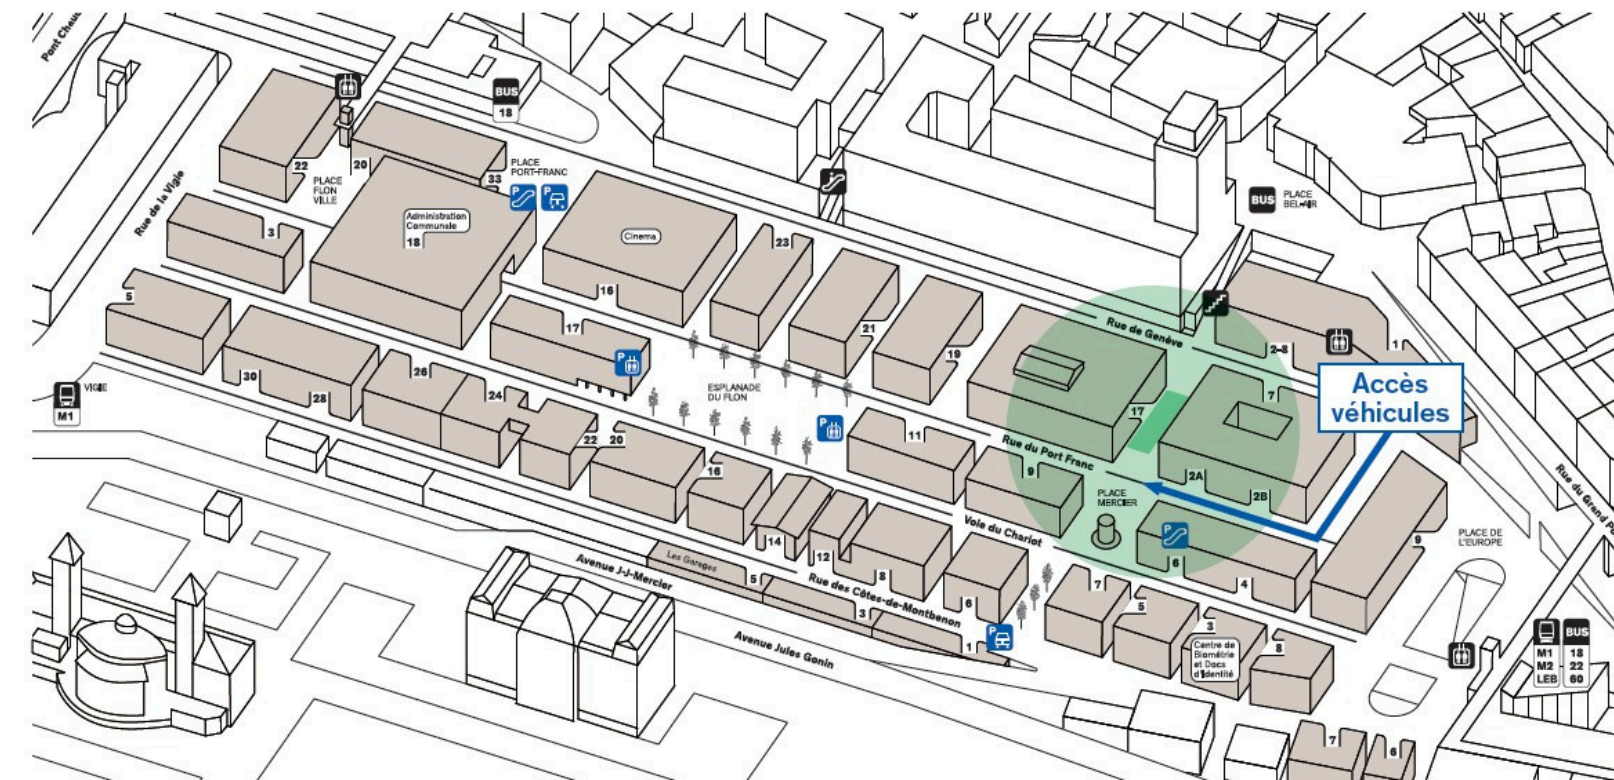 Pont Chaud
BUS
18
Rue de la Vigie
22
20
PLACE
FLON
VILLE
33
PLACE
PORT-FRANC
P
P
Administration
Communale
18
3
5
Cinema
16
23
21
19
17
P
BUS
PLACE
BEL-AIR
Rue de Genève
2-8
1
Accès
véhicules
7
17
2A
2B
VIGIE
M1
30
28
26
24
22
20
16
ESPLANADE
DU FLON
P
11
9
Rue du Port Franc
PLACE
MERCIER
P
6
4
9
PLACE DE
L'EUROPE
Rue du Grand
Voie du Chariot
14
12
8
6
Les Garages
5
3
1
P
Rue des Côtes-de-Montbenon
Avenue J-J-Mercier
Avenue Jules Gonin
7
5
3
Centre de
Biométrie
et Docs
d'Identité
8
7
6
BUS
M1
M2
LEB
18
22
60